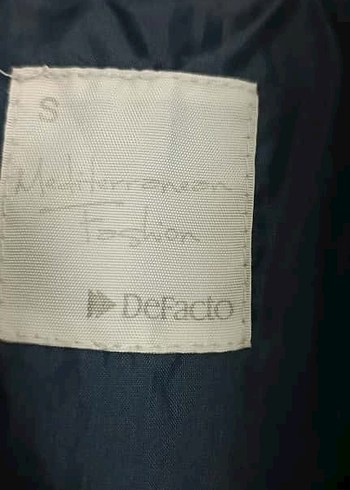 S
Mediterranean
Fashion
DeFacto